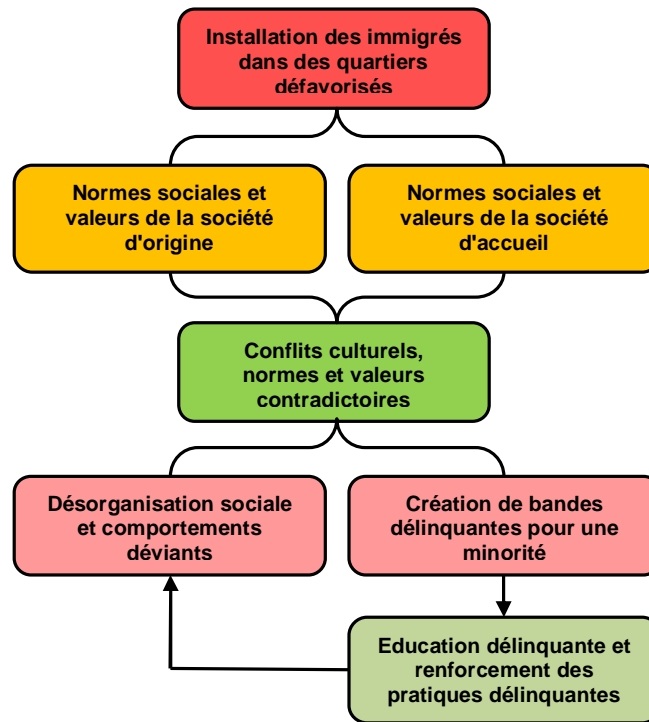 Installation des immigrés
dans des quartiers
défavorisés
Normes sociales et
valeurs de la société
d'origine
Normes sociales et
valeurs de la société
d'accueil
Conflits culturels,
normes et valeurs
contradictoires
Désorganisation sociale
et comportements
déviants
Création de bandes
délinquantes pour une
minorité
Education délinquante et
renforcement des
pratiques délinquantes